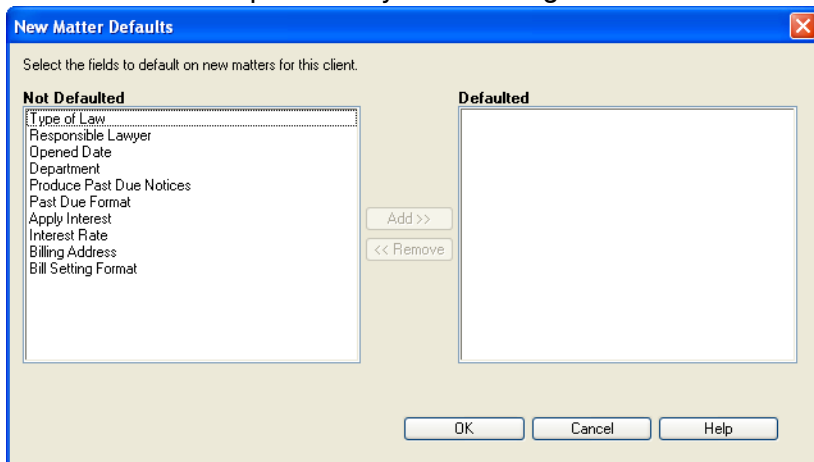 New Matter Defaults
Select the fields to default on new matters for this client.
Not Defaulted
Defaulted
Type of Law
Responsible Lawyer
Opened Date
Department
Produce Past Due Notices
Past Due Format
Apply Interest
Interest Rate
Billing Address
Bill Setting Format
Add >>
<< Remove
OK
Cancel
Help